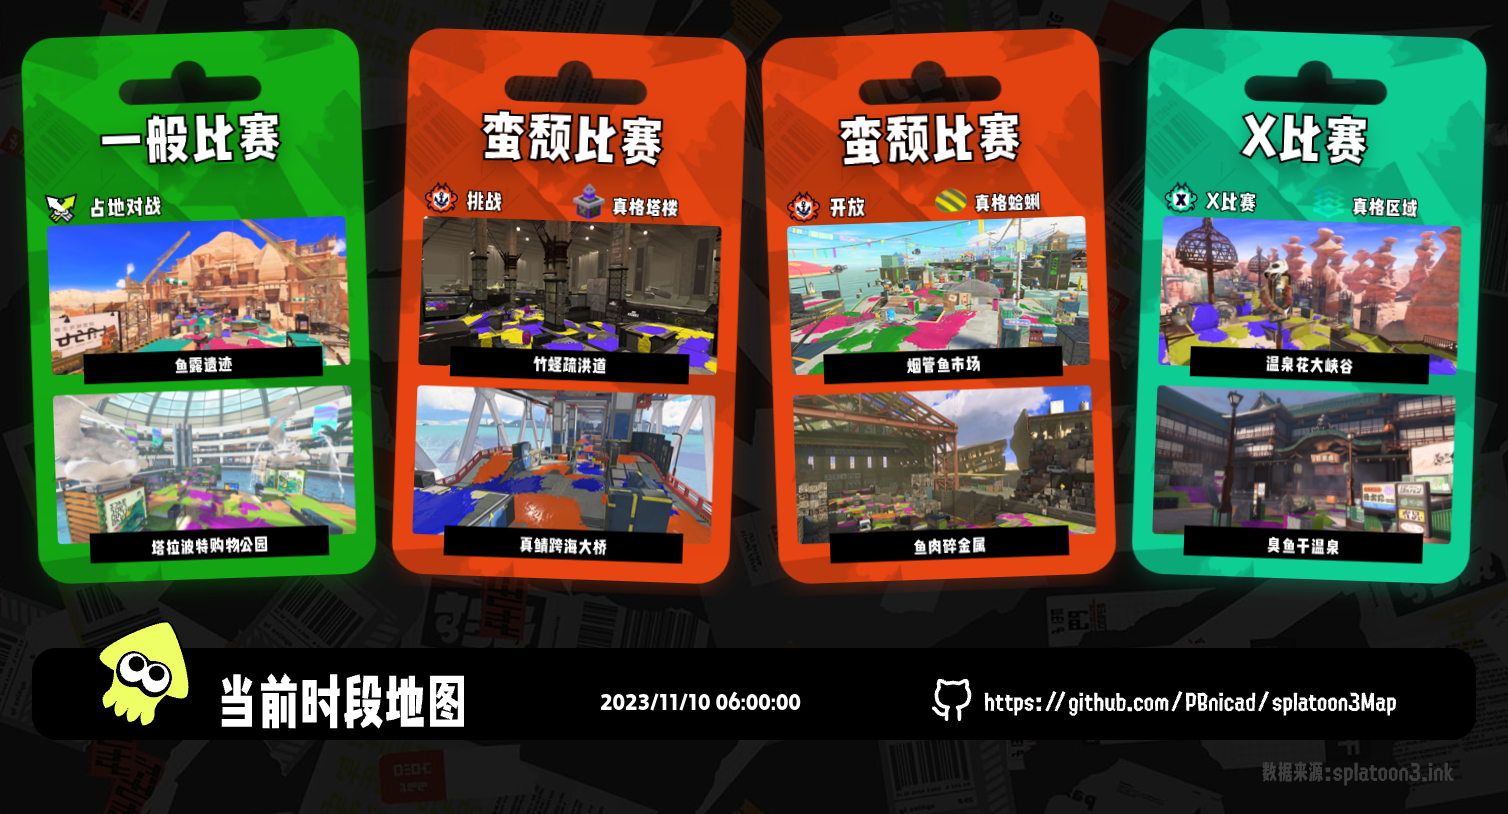 一般比赛
占地对战
鱼露遗迹
塔拉波特购物公园
蛮颓比赛
挑战
真格塔楼
竹蛏疏洪道
真鲭跨海大桥
蛮颓比赛
开放
真格蛤蜊
烟管鱼市场
鱼肉碎金属
X比赛
X比赛
真格区域
温泉花大峡谷
臭鱼干温泉
当前时段地图
2023/11/10 06:00:00
https://github.com/PBnicad/splatoon3Map
数据来源:splatoon3.ink